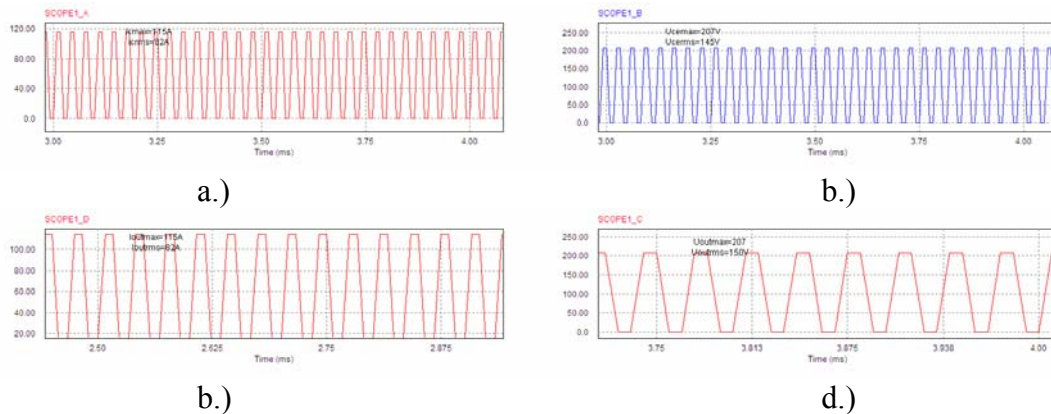 SCOPE1_A
120.00
Icmax=115A
Icrms=82A
80.00
40.00
0.0
3.00 3.25 3.50 3.75 4.00
Time (ms)
a.)
SCOPE1_B
250.00
Ucemax=207V
Ucerms=145V
200.00
150.00
100.00
50.00
0.0
3.00 3.25 3.50 3.75 4.00
Time (ms)
b.)
SCOPE1_D
Ioutmax=115A
Ioutrms=82A
100.00
80.00
60.00
40.00
20.00
2.50 2.625 2.75 2.875
Time (ms)
b.)
SCOPE1_C
250.00
Uoutmax=207
Uoutrms=150V
200.00
150.00
100.00
50.00
0.0
3.75 3.813 3.875 3.938 4.00
Time (ms)
d.)